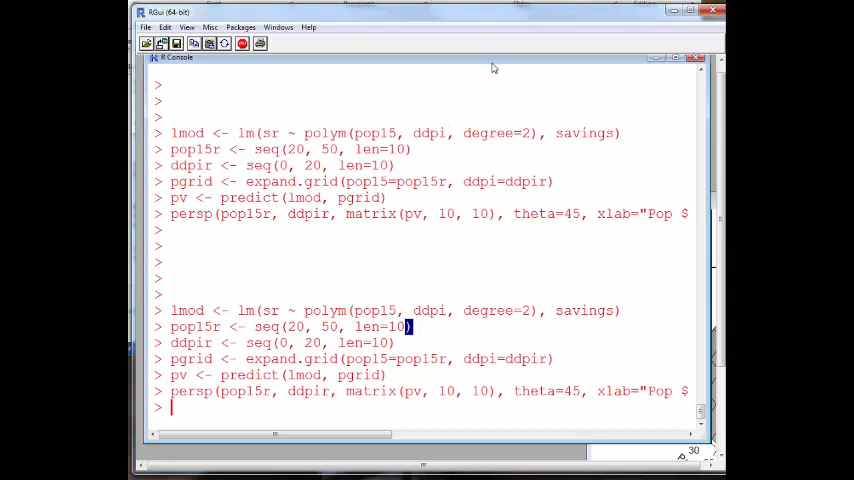 RGui (64-bit)
File Edit View Misc Packages Windows Help
R Console
>
>
>
> lmod <- lm(sr ~ polym(pop15, ddpi, degree=2), savings)
> pop15r <- seq(20, 50, len=10)
> ddpir <- seq(0, 20, len=10)
> pgrid <- expand.grid(pop15=pop15r, ddpi=ddpir)
> pv <- predict(lmod, pgrid)
> persp(pop15r, ddpir, matrix(pv, 10, 10), theta=45, xlab="Pop $
>
>
>
>
>
> lmod <- lm(sr ~ polym(pop15, ddpi, degree=2), savings)
> pop15r <- seq(20, 50, len=10)
> ddpir <- seq(0, 20, len=10)
> pgrid <- expand.grid(pop15=pop15r, ddpi=ddpir)
> pv <- predict(lmod, pgrid)
> persp(pop15r, ddpir, matrix(pv, 10, 10), theta=45, xlab="Pop $
>
30